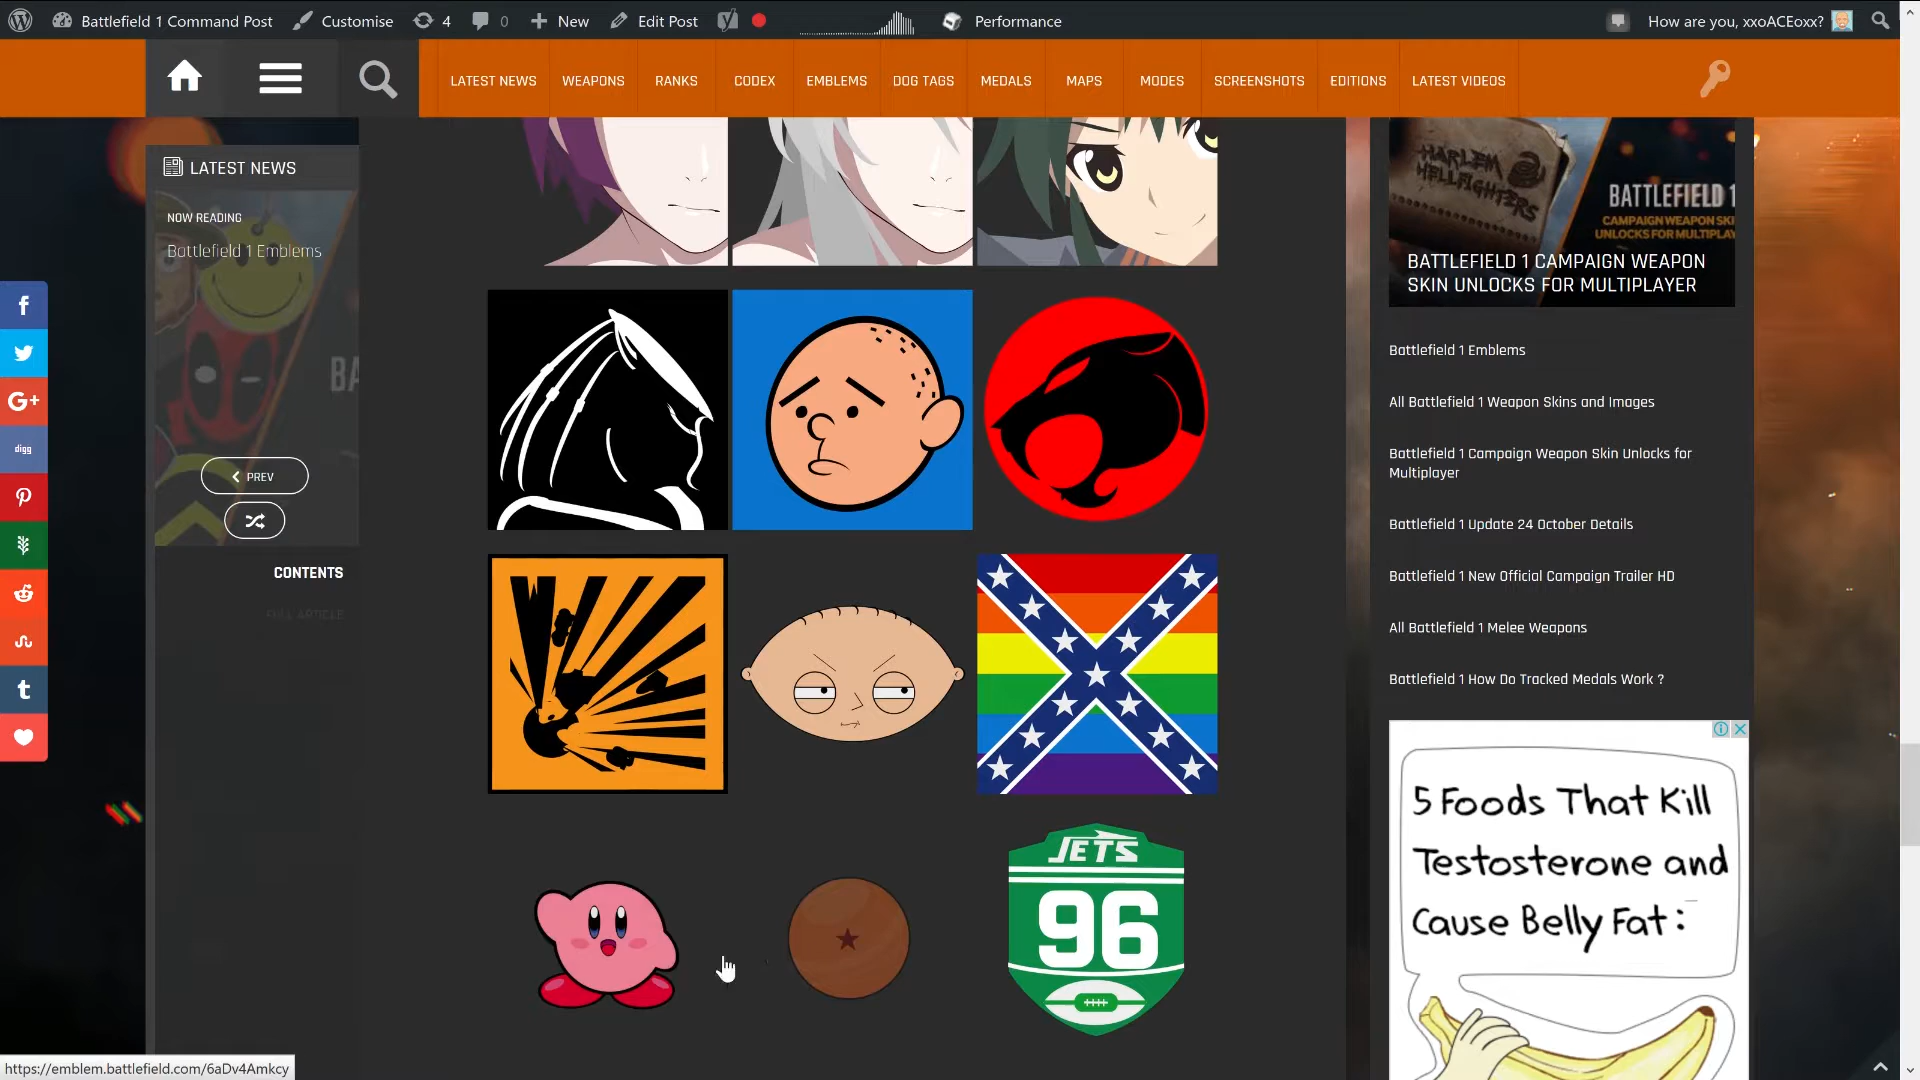 Battlefield 1 Command Post Customise 4 0 New Edit Post Performance How are you, xxoACEoxx?
LATEST NEWS WEAPONS RANKS CODEX EMBLEMS DOG TAGS MEDALS MAPS MODES SCREENSHOTS EDITIONS LATEST VIDEOS
LATEST NEWS
NOW READING
Battlefield 1 Emblems
BA
PREV
CONTENTS
FULL ARTICLE
f
G+
digg
t
JETS
96
HARLEM
HELLFIGHTERS
BATTLEFIELD 1
CAMPAIGN WEAPON SKI
UNLOCKS FOR MULTIPLAY
BATTLEFIELD 1 CAMPAIGN WEAPON
SKIN UNLOCKS FOR MULTIPLAYER
Battlefield 1 Emblems
All Battlefield 1 Weapon Skins and Images
Battlefield 1 Campaign Weapon Skin Unlocks for
Multiplayer
Battlefield 1 Update 24 October Details
Battlefield 1 New Official Campaign Trailer HD
All Battlefield 1 Melee Weapons
Battlefield 1 How Do Tracked Medals Work ?
5 Foods That Kill
Testosterone and
Cause Belly Fat:
https://emblem.battlefield.com/6aDv4Amkcy